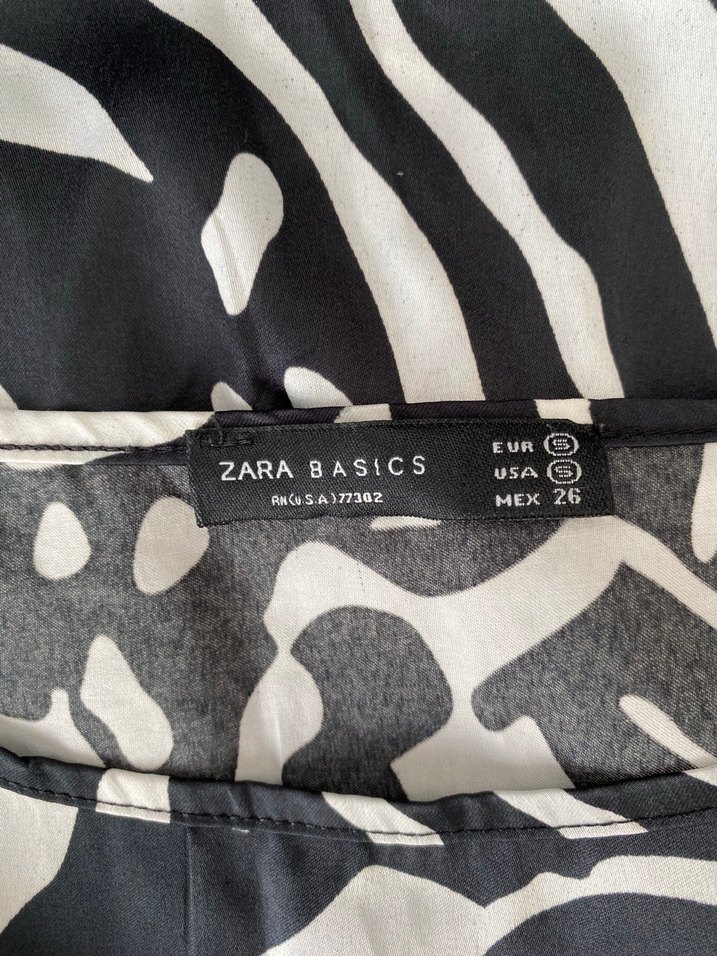 ZARA BASICS
RN(U.S.A)77302
EUR S
USA S
MEX 26